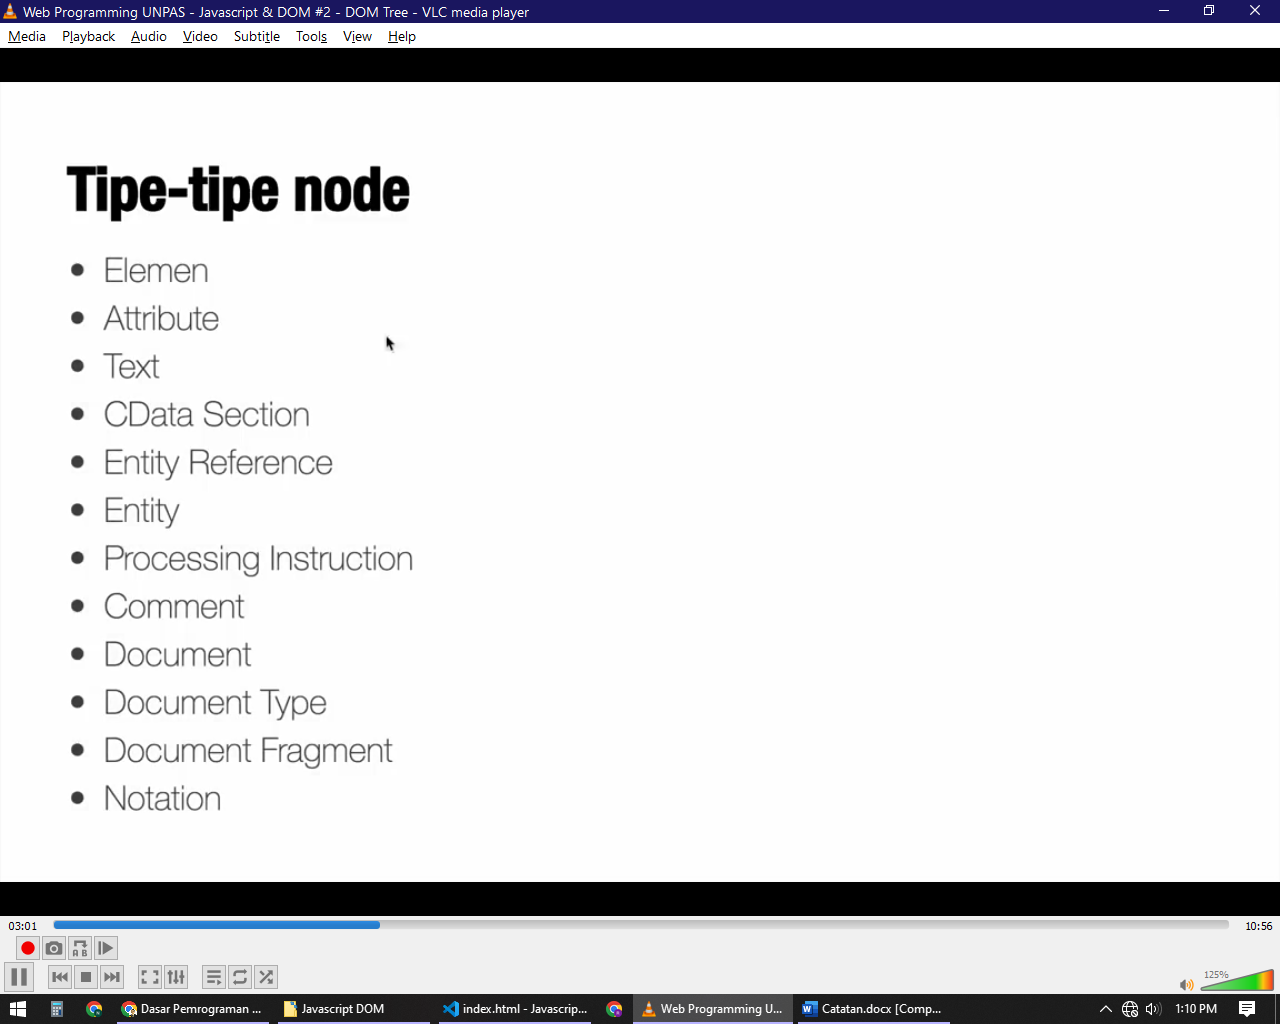 Web Programming UNPAS - Javascript & DOM #2 - DOM Tree - VLC media player
Media Playback Audio Video Subtitle Tools View Help
Tipe-tipe node
• Elemen
• Attribute
• Text
• CData Section
• Entity Reference
• Entity
• Processing Instruction
• Comment
• Document
• Document Type
• Document Fragment
• Notation
03:01 10:56
A B
125%
Dasar Pemrograman ... Javascript DOM index.html - Javascrip... Web Programming U... Catatan.docx [Comp... 1:10 PM